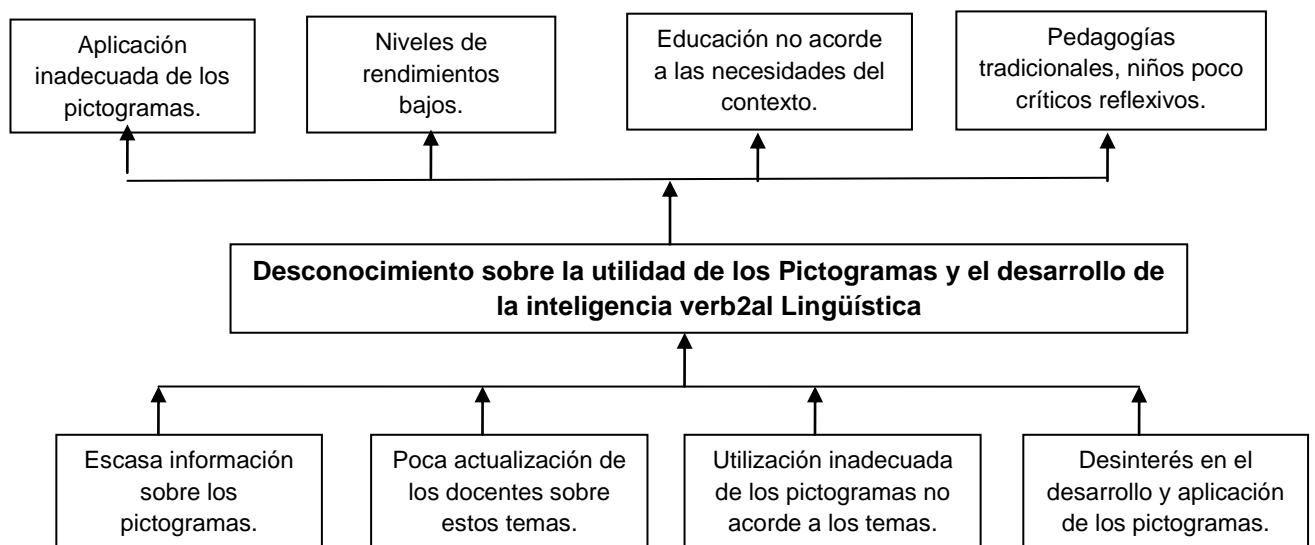 Aplicación
inadecuada de los
pictogramas.
Niveles de
rendimientos
bajos.
Educación no acorde
a las necesidades del
contexto.
Pedagogías
tradicionales, niños poco
críticos reflexivos.
Desconocimiento sobre la utilidad de los Pictogramas y el desarrollo de
la inteligencia verb2al Lingüística
Escasa información
sobre los
pictogramas.
Poca actualización de
los docentes sobre
estos temas.
Utilización inadecuada
de los pictogramas no
acorde a los temas.
Desinterés en el
desarrollo y aplicación
de los pictogramas.